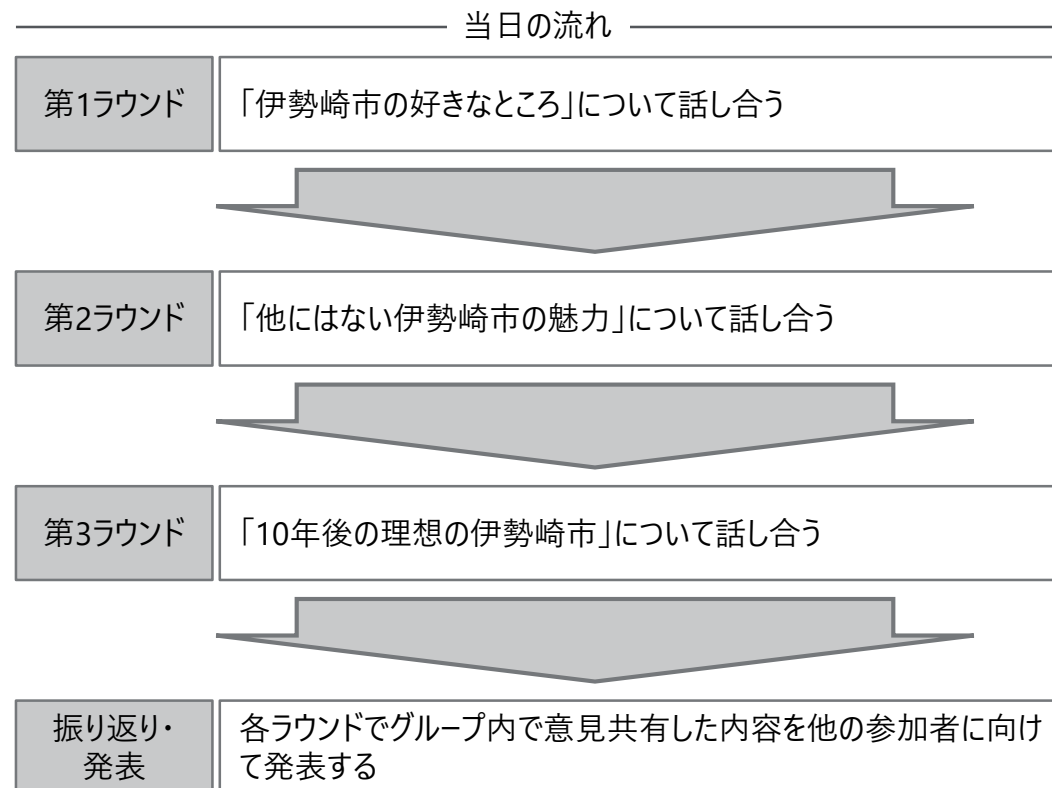 当日の流れ
第1ラウンド
「伊勢崎市の好きなところ」について話し合う
第2ラウンド
「他にはない伊勢崎市の魅力」について話し合う
第3ラウンド
「10年後の理想の伊勢崎市」について話し合う
振り返り・
発表
各ラウンドでグループ内で意見共有した内容を他の参加者に向け
て発表する